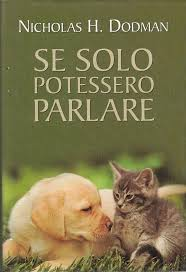 NICHOLAS H. DODMAN
SE SOLO
POTESSERO
PARLARE